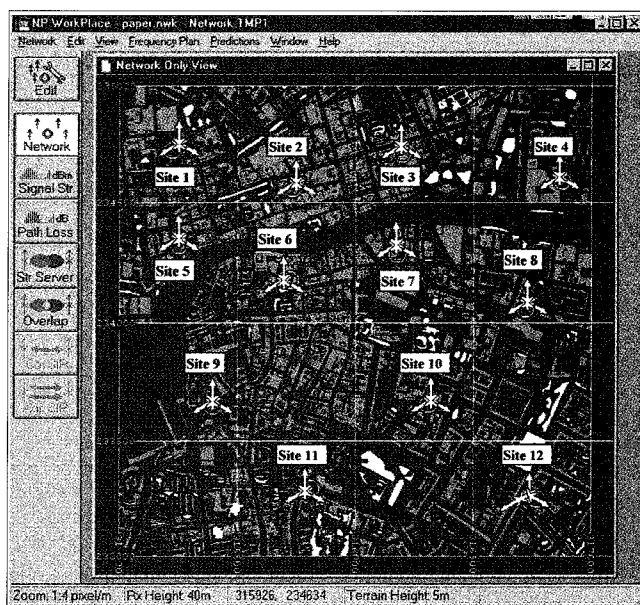 NP WorkPlace - paper.nwk - Network TMP1
Network Edit View Frequency Plan Predictions Window Help
Network Only View
Edit
Network
Signal Str
Path Loss
Str Server
Overlap
Site 1
Site 2
Site 3
Site 4
Site 5
Site 6
Site 7
Site 8
Site 9
Site 10
Site 11
Site 12
Zoom: 1:4 pixel/m Rx Height: 40m 315926, 234634 Terrain Height: 5m